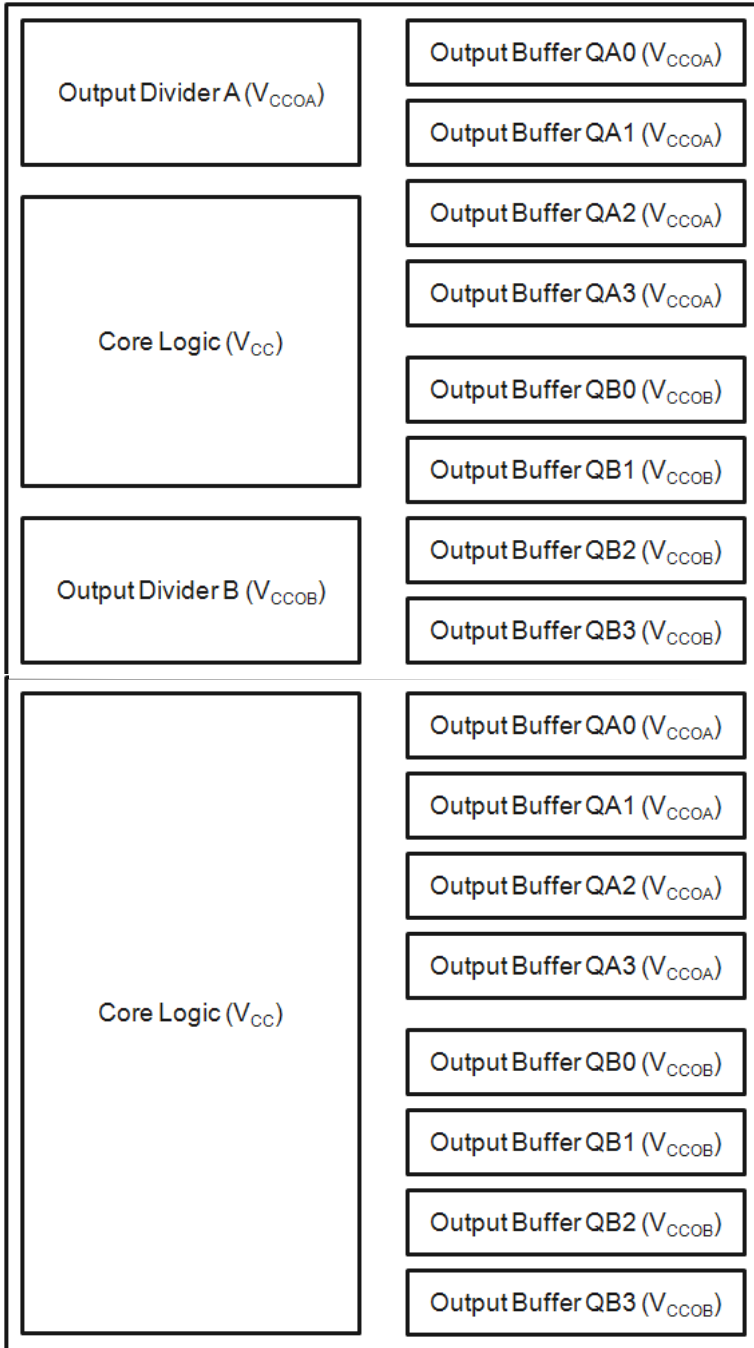 Output Divider A (VCCOA)
Core Logic (VCC)
Output Divider B (VCCOB)
Output Buffer QA0 (VCCOA)
Output Buffer QA1 (VCCOA)
Output Buffer QA2 (VCCOA)
Output Buffer QA3 (VCCOA)
Output Buffer QB0 (VCCOB)
Output Buffer QB1 (VCCOB)
Output Buffer QB2 (VCCOB)
Output Buffer QB3 (VCCOB)
Core Logic (VCC)
Output Buffer QA0 (VCCOA)
Output Buffer QA1 (VCCOA)
Output Buffer QA2 (VCCOA)
Output Buffer QA3 (VCCOA)
Output Buffer QB0 (VCCOB)
Output Buffer QB1 (VCCOB)
Output Buffer QB2 (VCCOB)
Output Buffer QB3 (VCCOB)